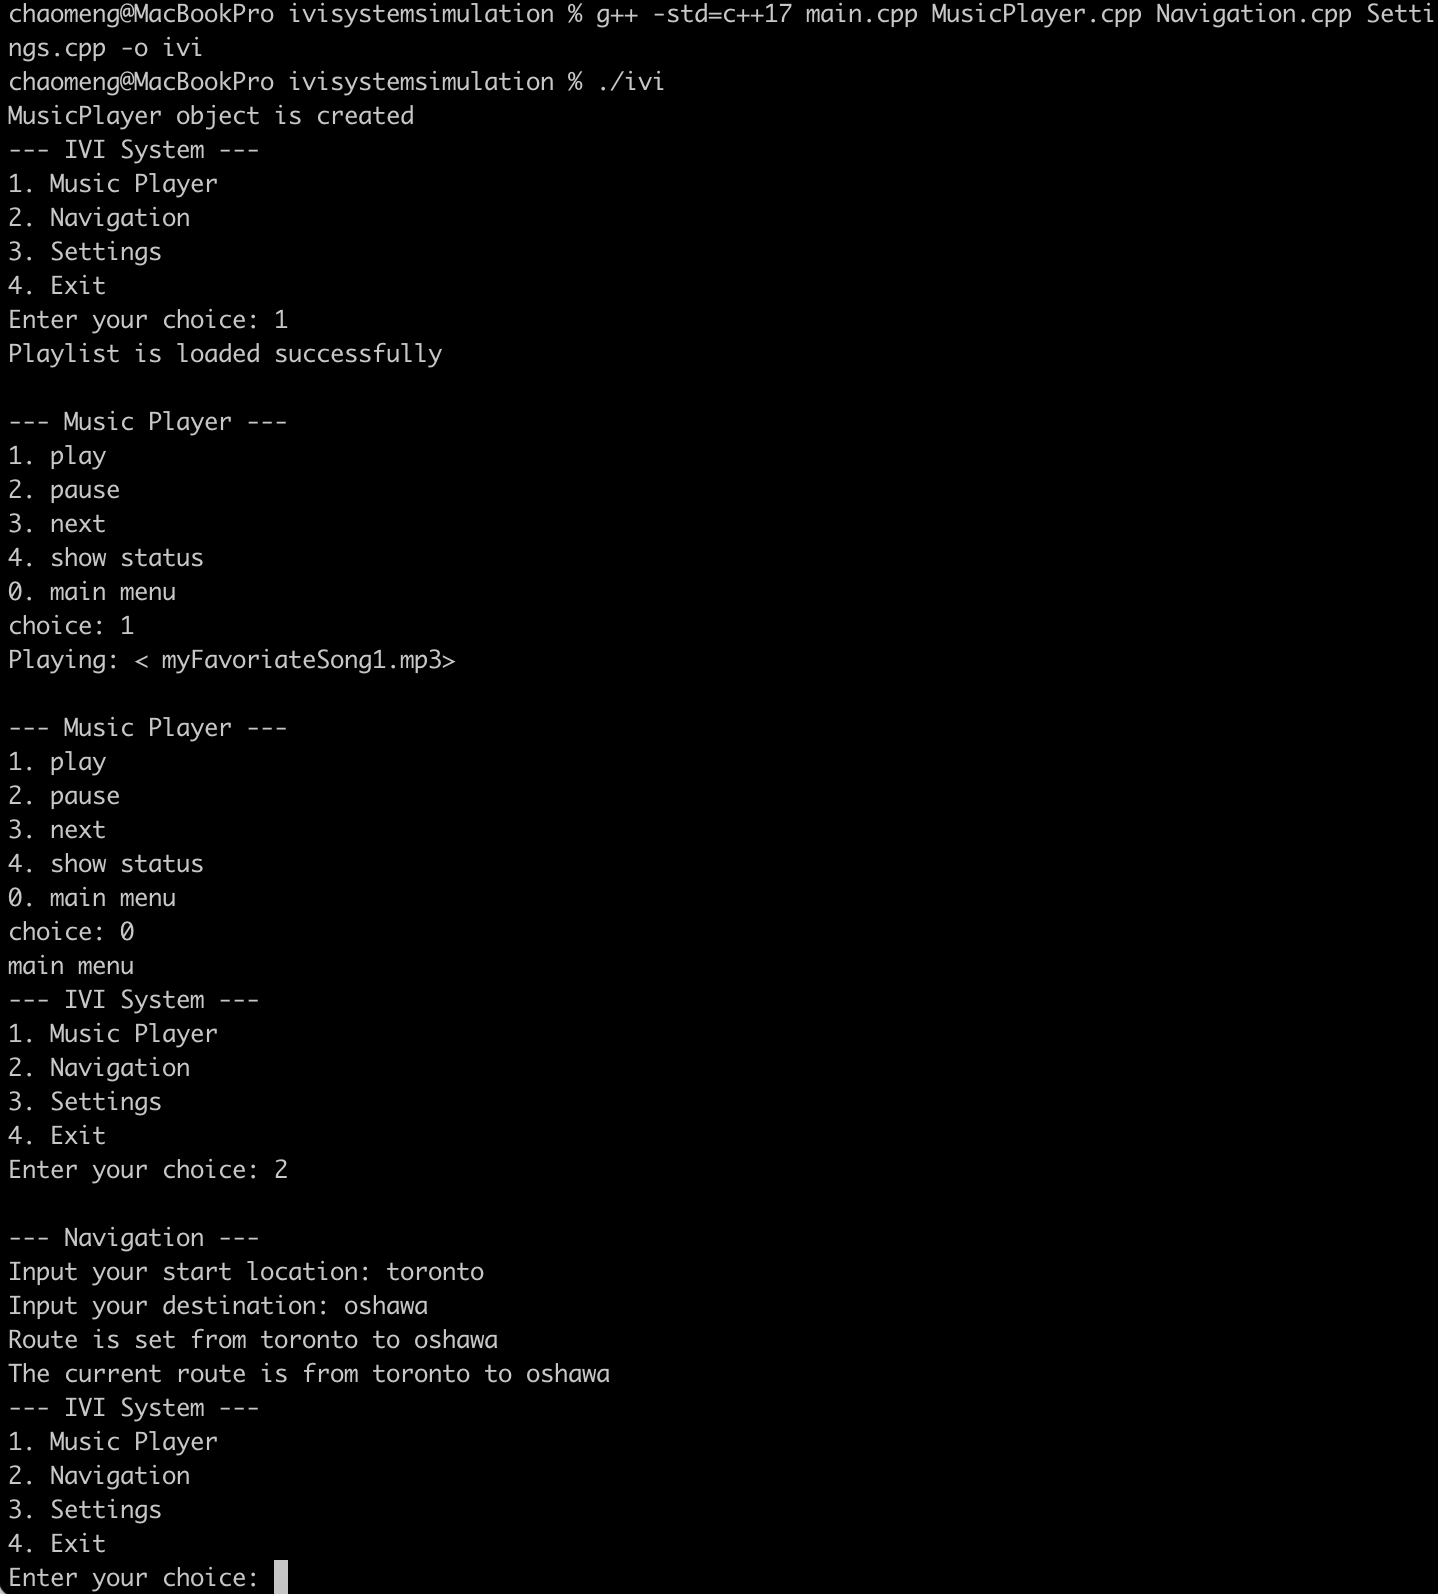 chaomeng@MacBookPro ivisystemsimulation % g++ -std=c++17 main.cpp MusicPlayer.cpp Navigation.cpp Setti
ngs.cpp -o ivi
chaomeng@MacBookPro ivisystemsimulation % ./ivi
MusicPlayer object is created
--- IVI System ---
1. Music Player
2. Navigation
3. Settings
4. Exit
Enter your choice: 1
Playlist is loaded successfully

--- Music Player ---
1. play
2. pause
3. next
4. show status
0. main menu
choice: 1
Playing: < myFavoriateSong1.mp3>

--- Music Player ---
1. play
2. pause
3. next
4. show status
0. main menu
choice: 0
main menu
--- IVI System ---
1. Music Player
2. Navigation
3. Settings
4. Exit
Enter your choice: 2

--- Navigation ---
Input your start location: toronto
Input your destination: oshawa
Route is set from toronto to oshawa
The current route is from toronto to oshawa
--- IVI System ---
1. Music Player
2. Navigation
3. Settings
4. Exit
Enter your choice: